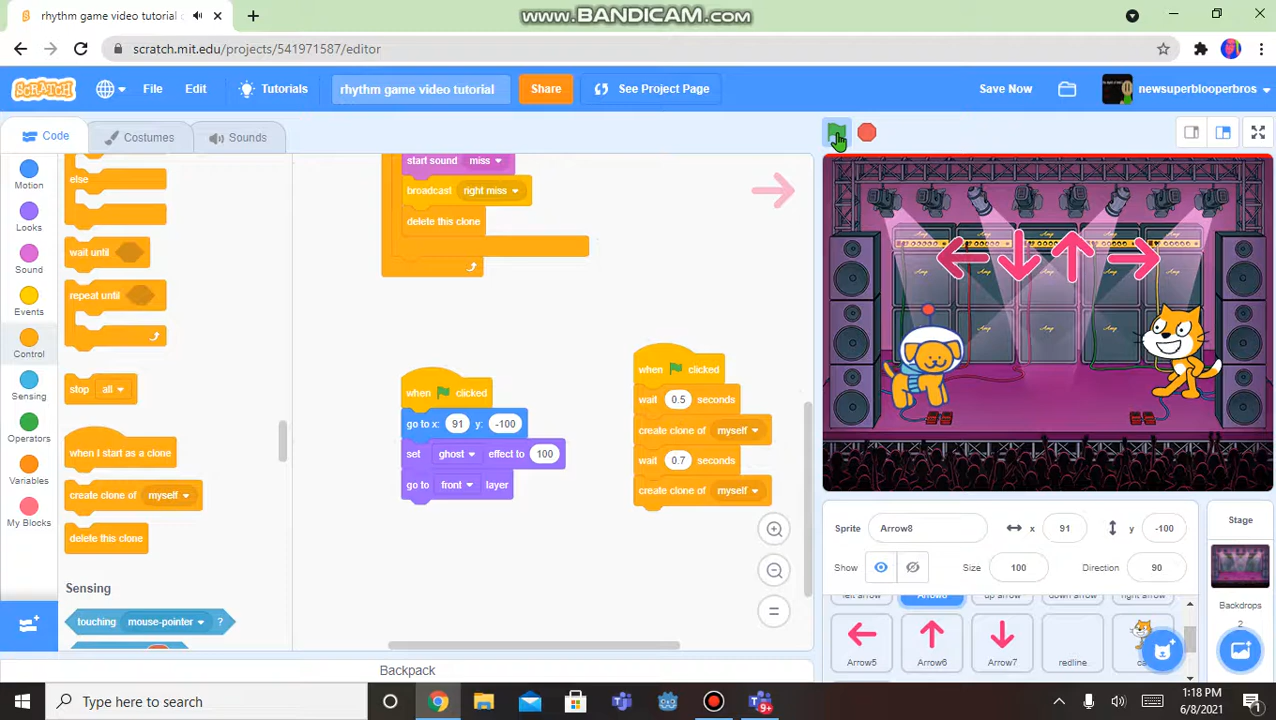 www.BANDICAM.com
rhythm game video tutorial
scratch.mit.edu/projects/541971587/editor
SCRATCH
File
Edit
Tutorials
rhythm game video tutorial
Share
See Project Page
Save Now
newsuperblooperbros
Code
Costumes
Sounds
Motion
Looks
Sound
Events
Control
Sensing
Operators
Variables
My Blocks
else
wait until
repeat until
stop all
when I start as a clone
create clone of myself
delete this clone
Sensing
touching mouse-pointer ?
start sound miss
broadcast right miss
delete this clone
when clicked
go to x: 91 y: -100
set ghost effect to 100
go to front layer
when clicked
wait 0.5 seconds
create clone of myself
wait 0.7 seconds
create clone of myself
Backpack
Sprite
Arrow8
x
91
y
-100
Show
Size
100
Direction
90
left arrow
Arrow8
up arrow
down arrow
right arrow
Arrow5
Arrow6
Arrow7
redline
Stage
Backdrops
2
Type here to search
9+
1:18 PM
6/8/2021
1